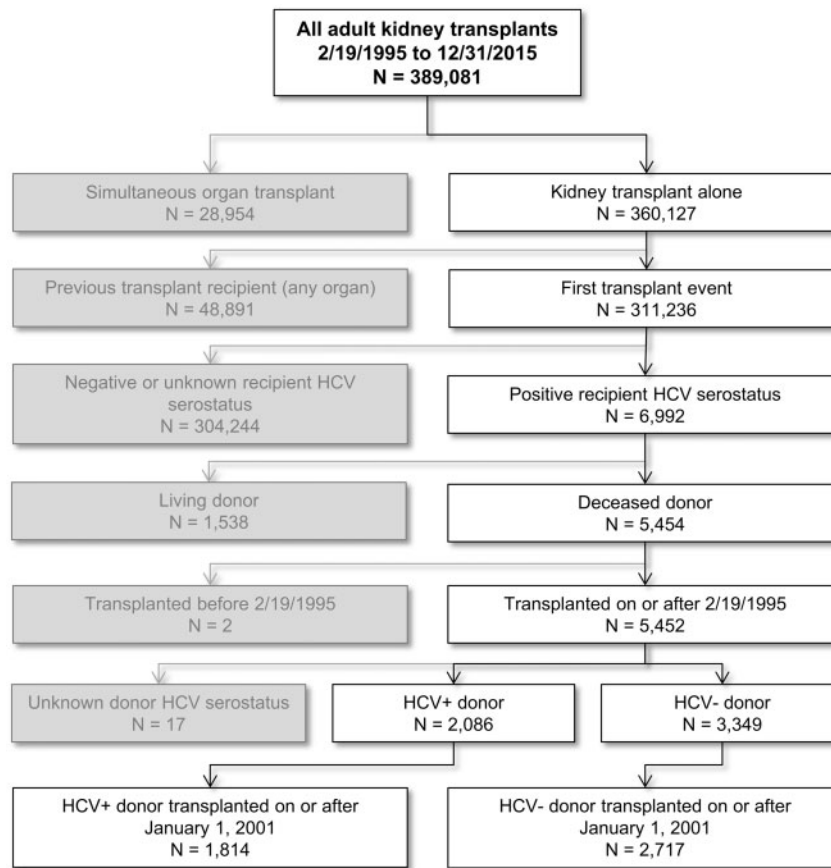 All adult kidney transplants
2/19/1995 to 12/31/2015
N = 389,081
Simultaneous organ transplant
N = 28,954
Kidney transplant alone
N = 360,127
Previous transplant recipient (any organ)
N = 48,891
First transplant event
N = 311,236
Negative or unknown recipient HCV
serostatus
N = 304,244
Positive recipient HCV serostatus
N = 6,992
Living donor
N = 1,538
Deceased donor
N = 5,454
Transplanted before 2/19/1995
N = 2
Transplanted on or after 2/19/1995
N = 5,452
Unknown donor HCV serostatus
N = 17
HCV+ donor
N = 2,086
HCV- donor
N = 3,349
HCV+ donor transplanted on or after
January 1, 2001
N = 1,814
HCV- donor transplanted on or after
January 1, 2001
N = 2,717